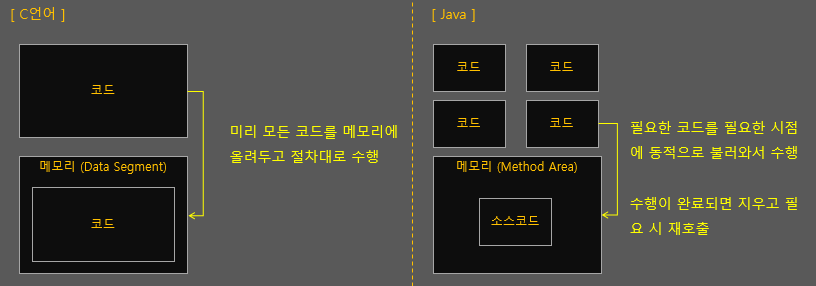 [ C언어 ]
코드
미리 모든 코드를 메모리에
올려두고 절차대로 수행
메모리 (Data Segment)
코드
[ Java ]
코드
코드
코드
코드
필요한 코드를 필요한 시점
에 동적으로 불러와서 수행
메모리 (Method Area)
소스코드
수행이 완료되면 지우고 필
요 시 재호출